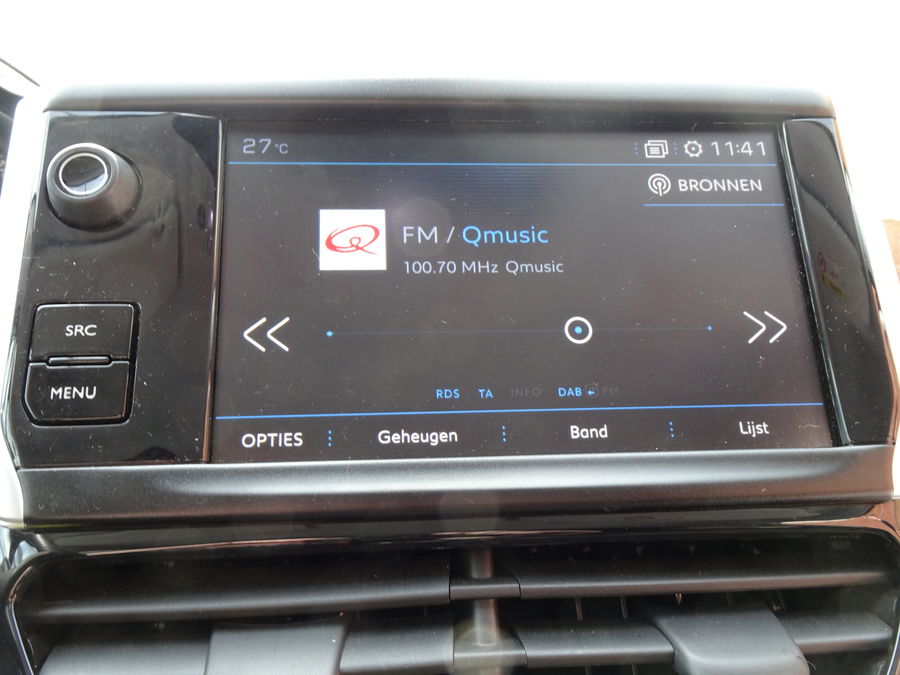 27°C
11:41
BRONNEN
FM / Qmusic
100.70 MHz Qmusic
SRC
MENU
RDS TA INFO DAB FM
OPTIES Geheugen Band Lijst